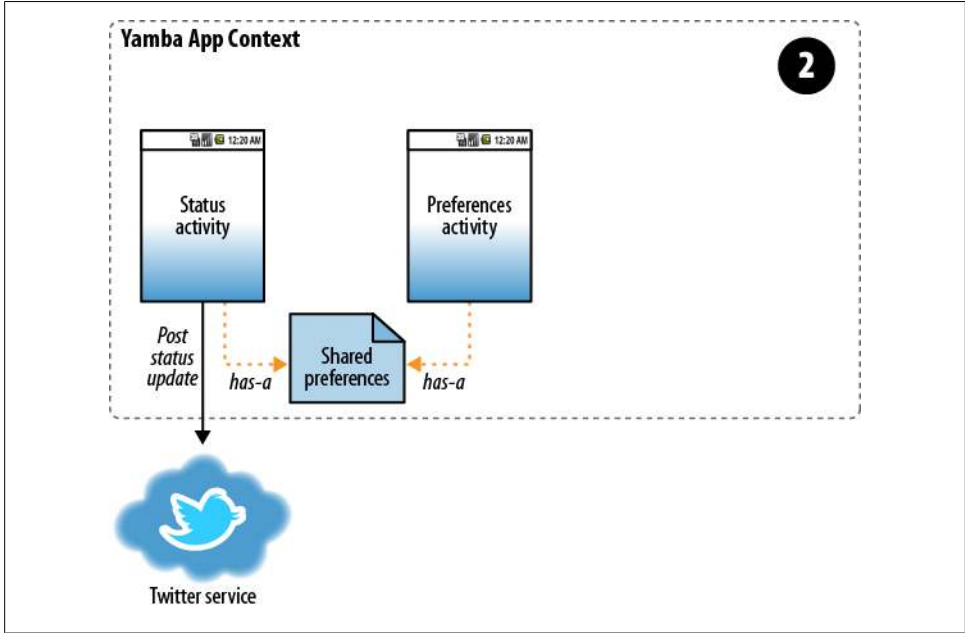 Yamba App Context
2
12:20 AM
12:20 AM
Status
activity
Preferences
activity
Post
status
update
has-a
Shared
preferences
has-a
Twitter service